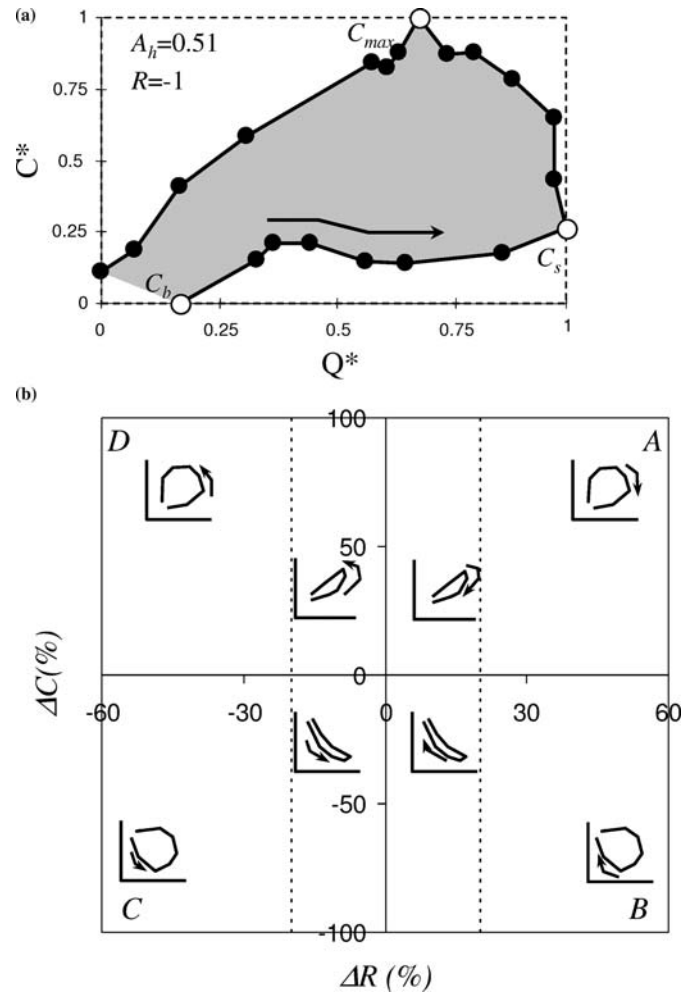 (a)
1
A_h=0.51
C_max
R=-1
0.75
C*
0.5
0.25
C_s
C_b
0
0 0.25 0.5 0.75 1
Q*
(b)
100
D A
50
ΔC(%)
0
-60 -30 0 30 60
-50
C B
-100
ΔR (%)